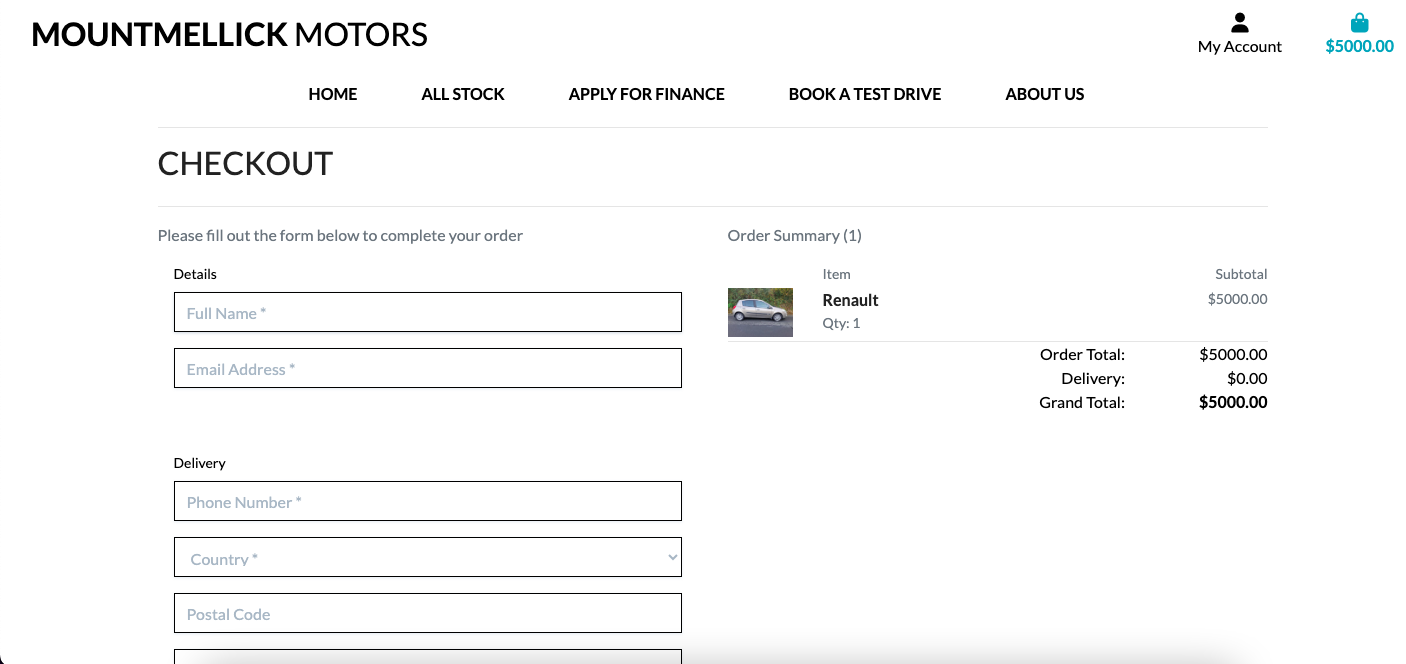 MOUNTMELLICK MOTORS
My Account
$5000.00
HOME ALL STOCK APPLY FOR FINANCE BOOK A TEST DRIVE ABOUT US
CHECKOUT
Please fill out the form below to complete your order
Details
Full Name *
Email Address *
Delivery
Phone Number *
Country *
Postal Code
Order Summary (1)
Item Subtotal
Renault $5000.00
Qty: 1
Order Total: $5000.00
Delivery: $0.00
Grand Total: $5000.00